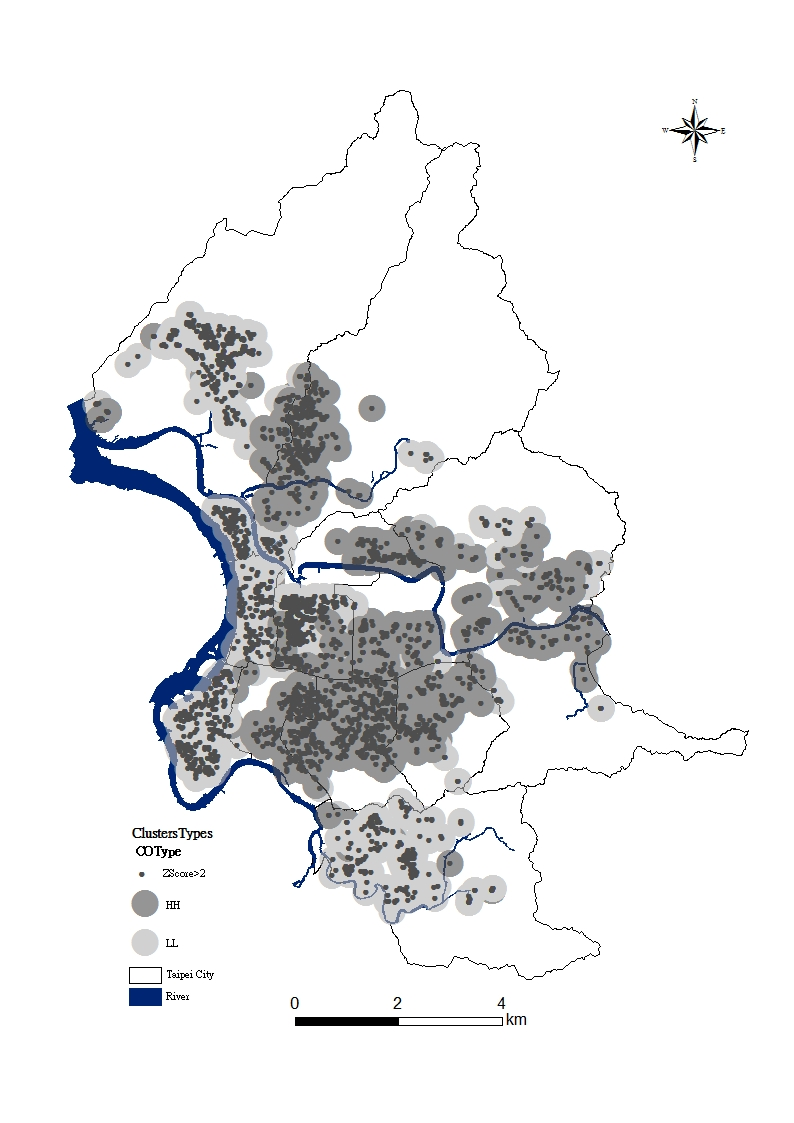 N
W E
S
ClustersTypes
COType
ZScore>2
HH
LL
Taipei City
River
0 2 4
km